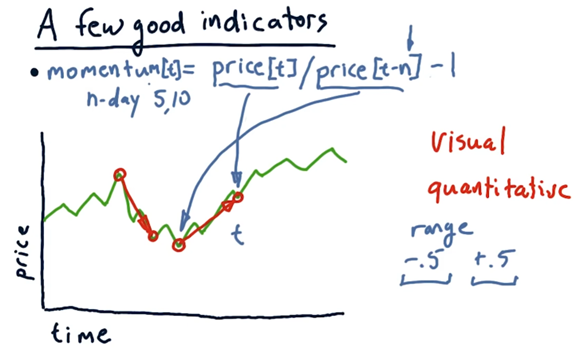 A few good indicators
• momentum[t]= price[t]/price[t-n] -1
n-day 5,10
visual
quantitative
range
-.5 +.5
t
price
time